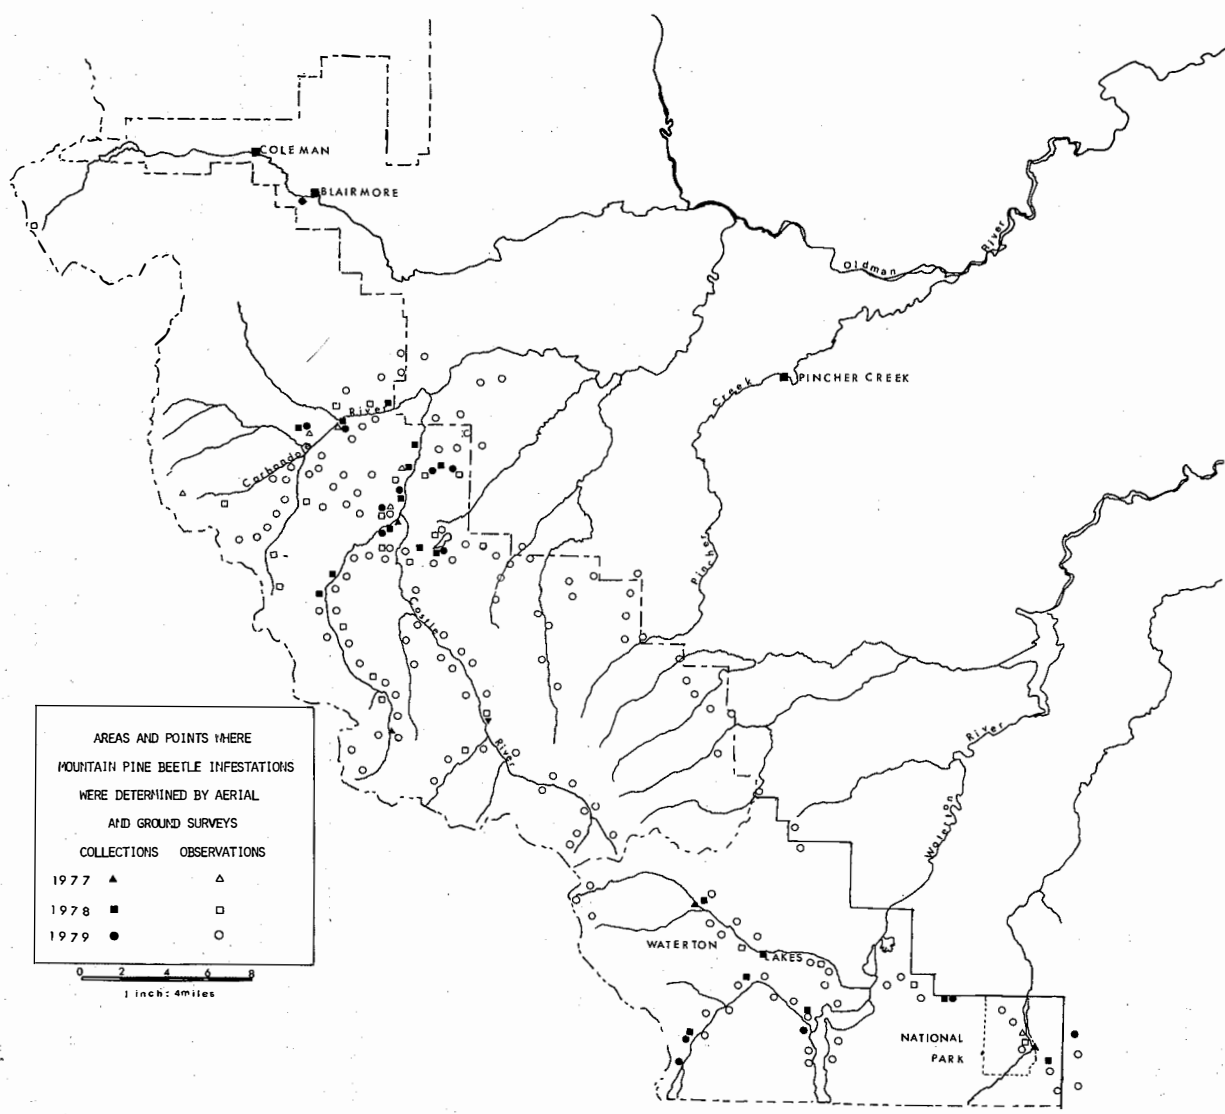 COLEMAN
BLAIRMORE
Oldman
River
PINCHER CREEK
Creek
River
Carbondale
Pincher
Castle
River
River
Waterton
AREAS AND POINTS WHERE
MOUNTAIN PINE BEETLE INFESTATIONS
WERE DETERMINED BY AERIAL
AND GROUND SURVEYS
COLLECTIONS OBSERVATIONS
1977
1978
1979
0 2 4 6 8
1 inch: 4miles
WATERTON
LAKES
NATIONAL
PARK